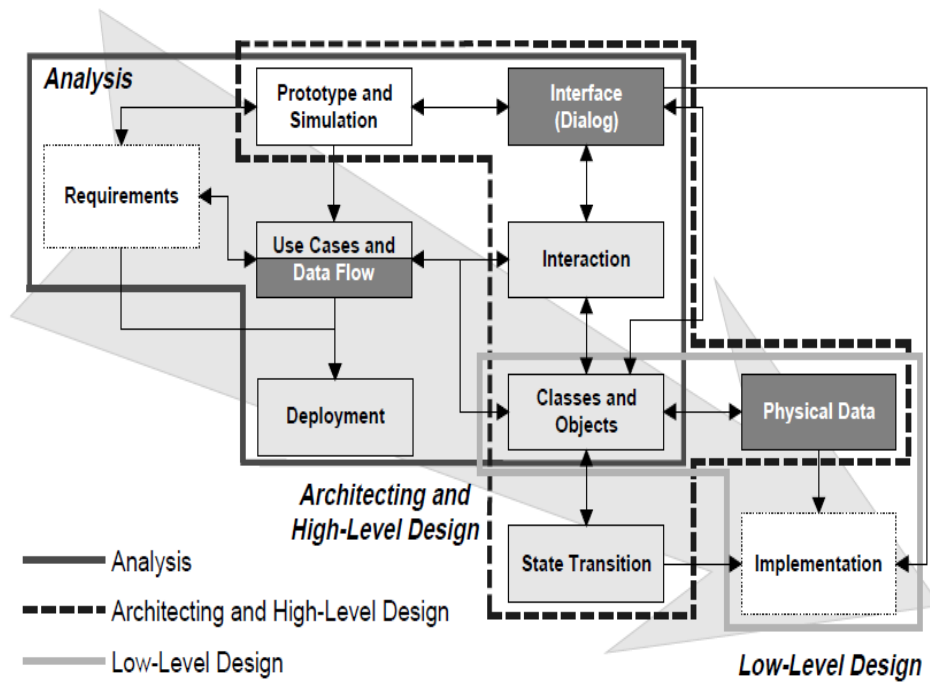 Analysis
Prototype and
Simulation
Interface
(Dialog)
Requirements
Use Cases and
Data Flow
Interaction
Deployment
Classes and
Objects
Physical Data
Architecting and
High-Level Design
State Transition
Implementation
Analysis
Architecting and High-Level Design
Low-Level Design
Low-Level Design